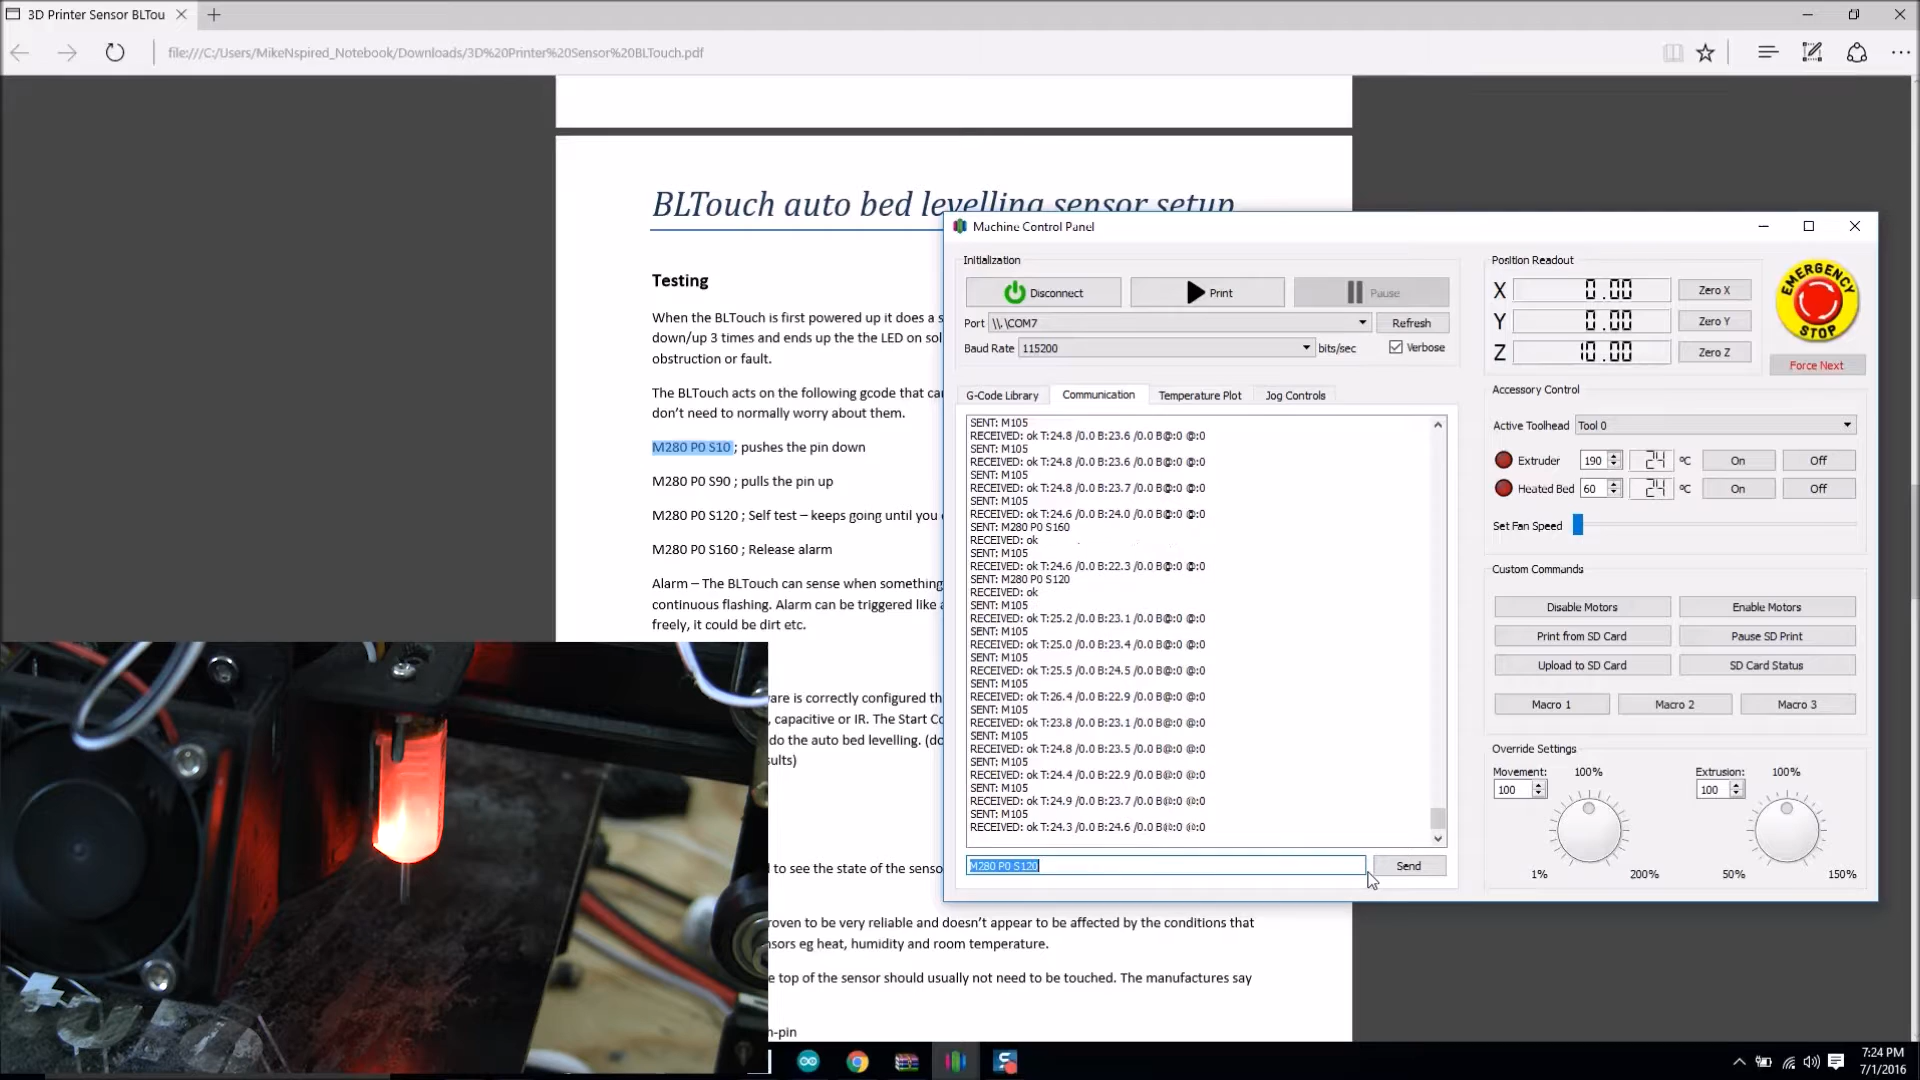 3D Printer Sensor BLTou
file:///C:/Users/MikeNspired_Notebook/Downloads/3D%20Printer%20Sensor%20BLTouch.pdf
BLTouch auto bed levelling sensor setup
Testing
When the BLTouch is first powered up it does a s
down/up 3 times and ends up the the LED on sol
obstruction or fault.
The BLTouch acts on the following gcode that ca
don't need to normally worry about them.
M280 P0 S10 ; pushes the pin down
M280 P0 S90 ; pulls the pin up
M280 P0 S120 ; Self test – keeps going until you
M280 P0 S160 ; Release alarm
Alarm – The BLTouch can sense when something
continuous flashing. Alarm can be triggered like a
freely, it could be dirt etc.
are is correctly configured th
, capacitive or IR. The Start Co
do the auto bed levelling. (do
sults)
d to see the state of the senso
roven to be very reliable and doesn't appear to be affected by the conditions that
nsors eg heat, humidity and room temperature.
e top of the sensor should usually not need to be touched. The manufactures say
m-pin
Machine Control Panel
Initialization
Disconnect
Print
Pause
Port \\.\COM7
Refresh
Baud Rate 115200 bits/sec
Verbose
G-Code Library
Communication
Temperature Plot
Jog Controls
SENT: M105
RECEIVED: ok T:24.8 /0.0 B:23.6 /0.0 B@:0 @:0
SENT: M105
RECEIVED: ok T:24.8 /0.0 B:23.6 /0.0 B@:0 @:0
SENT: M105
RECEIVED: ok T:24.8 /0.0 B:23.7 /0.0 B@:0 @:0
SENT: M105
RECEIVED: ok T:24.6 /0.0 B:24.0 /0.0 B@:0 @:0
SENT: M280 P0 S160
RECEIVED: ok
SENT: M105
RECEIVED: ok T:24.6 /0.0 B:22.3 /0.0 B@:0 @:0
SENT: M280 P0 S120
RECEIVED: ok
SENT: M105
RECEIVED: ok T:25.2 /0.0 B:23.1 /0.0 B@:0 @:0
SENT: M105
RECEIVED: ok T:25.0 /0.0 B:23.4 /0.0 B@:0 @:0
SENT: M105
RECEIVED: ok T:25.5 /0.0 B:24.5 /0.0 B@:0 @:0
SENT: M105
RECEIVED: ok T:26.4 /0.0 B:22.9 /0.0 B@:0 @:0
SENT: M105
RECEIVED: ok T:23.8 /0.0 B:23.1 /0.0 B@:0 @:0
SENT: M105
RECEIVED: ok T:24.8 /0.0 B:23.5 /0.0 B@:0 @:0
SENT: M105
RECEIVED: ok T:24.4 /0.0 B:22.9 /0.0 B@:0 @:0
SENT: M105
RECEIVED: ok T:24.9 /0.0 B:23.7 /0.0 B@:0 @:0
SENT: M105
RECEIVED: ok T:24.3 /0.0 B:24.6 /0.0 B@:0 @:0
M280 P0 S120
Send
Position Readout
X 0.00 Zero X
Y 0.00 Zero Y
Z 10.00 Zero Z
EMERGENCY
STOP
Force Next
Accessory Control
Active Toolhead Tool 0
Extruder 190 24 ºC On Off
Heated Bed 60 24 ºC On Off
Set Fan Speed
Custom Commands
Disable Motors
Enable Motors
Print from SD Card
Pause SD Print
Upload to SD Card
SD Card Status
Macro 1
Macro 2
Macro 3
Override Settings
Movement: 100%
100
1% 200%
Extrusion: 100%
100
50% 150%
7:24 PM
7/1/2016